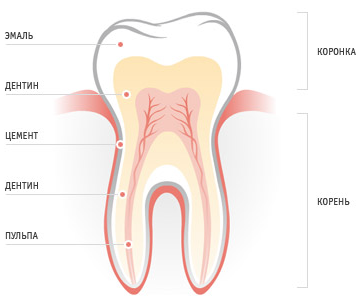 ЭМАЛЬ
КОРОНКА
ДЕНТИН
ЦЕМЕНТ
ДЕНТИН
КОРЕНЬ
ПУЛЬПА